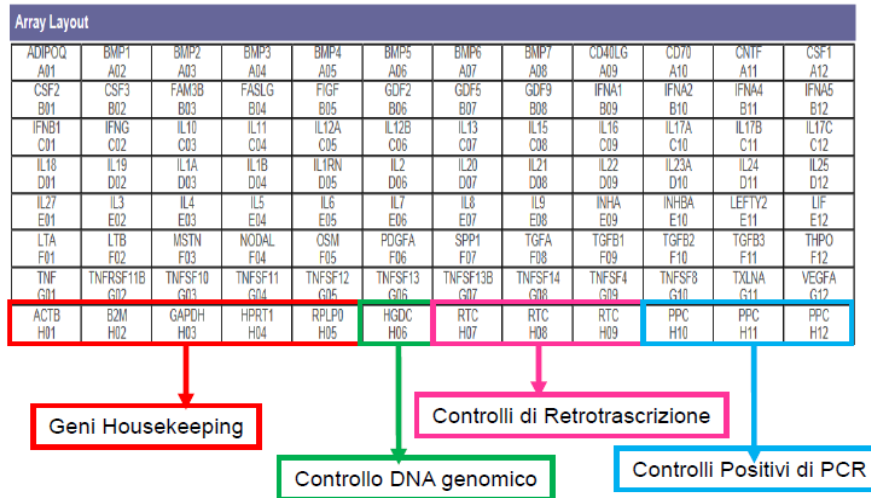 Array Layout
ADIPOQ BMP1 BMP2 BMP3 BMP4 BMP5 BMP6 BMP7 CD40LG CD70 CNTF CSF1
A01 A02 A03 A04 A05 A06 A07 A08 A09 A10 A11 A12
CSF2 CSF3 FAM3B FASLG FIGF GDF2 GDF5 GDF9 IFNA1 IFNA2 IFNA4 IFNA5
B01 B02 B03 B04 B05 B06 B07 B08 B09 B10 B11 B12
IFNB1 IFNG IL10 IL11 IL12A IL12B IL13 IL15 IL16 IL17A IL17B IL17C
C01 C02 C03 C04 C05 C06 C07 C08 C09 C10 C11 C12
IL18 IL19 IL1A IL1B IL1RN IL2 IL20 IL21 IL22 IL23A IL24 IL25
D01 D02 D03 D04 D05 D06 D07 D08 D09 D10 D11 D12
IL27 IL3 IL4 IL5 IL6 IL7 IL8 IL9 INHA INHBA LEFTY2 LIF
E01 E02 E03 E04 E05 E06 E07 E08 E09 E10 E11 E12
LTA LTB MSTN NODAL OSM PDGFA SPP1 TGFA TGFB1 TGFB2 TGFB3 THPO
F01 F02 F03 F04 F05 F06 F07 F08 F09 F10 F11 F12
TNF TNFRSF11B TNFSF10 TNFSF11 TNFSF12 TNFSF13 TNFSF13B TNFSF14 TNFSF4 TNFSF8 TXLNA VEGFA
G01 G02 G03 G04 G05 G06 G07 G08 G09 G10 G11 G12
ACTB B2M GAPDH HPRT1 RPLP0 HGDC RTC RTC RTC PPC PPC PPC
H01 H02 H03 H04 H05 H06 H07 H08 H09 H10 H11 H12
Geni Housekeeping
Controlli di Retrotrascrizione
Controllo DNA genomico
Controlli Positivi di PCR